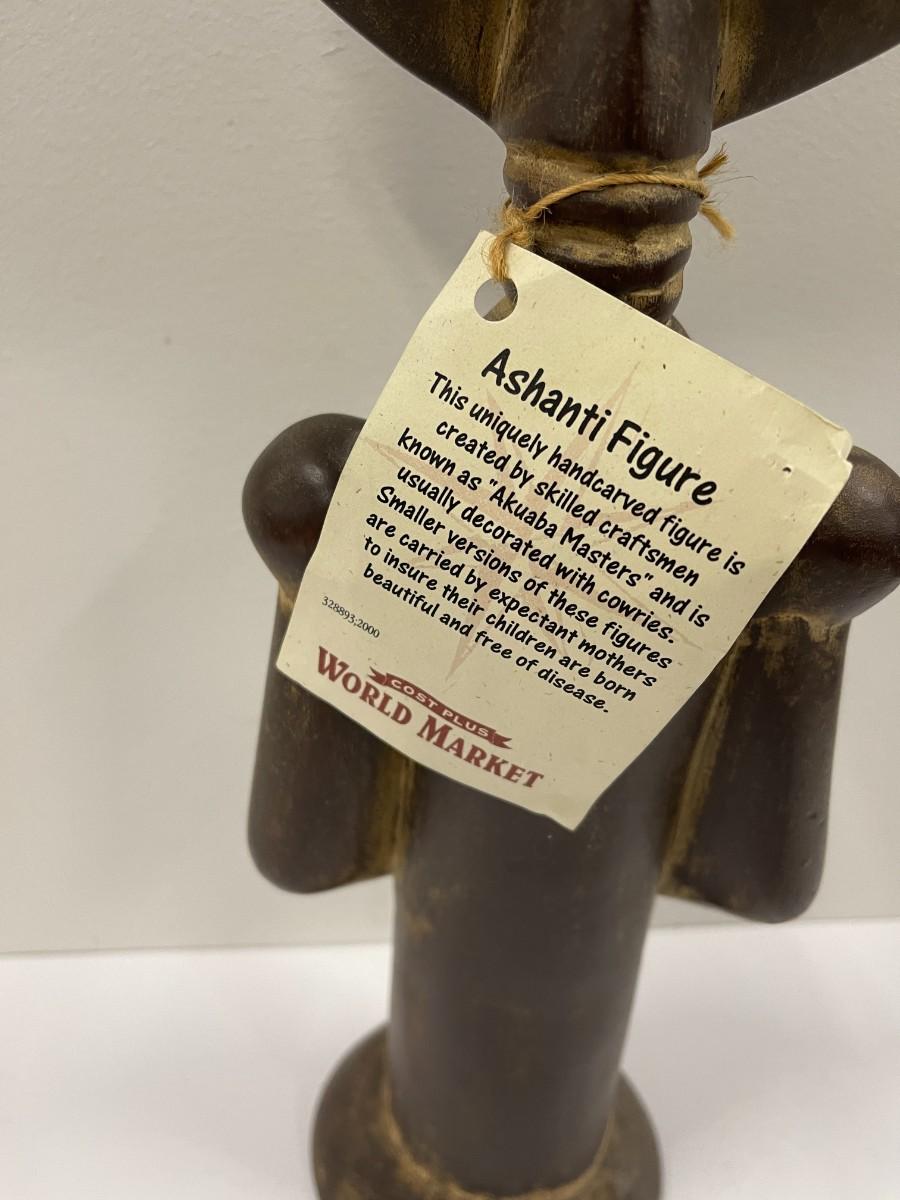 Ashanti Figure
This uniquely handcarved figure is
created by skilled craftsmen
known as "Akuaba Masters" and is
usually decorated with cowries.
Smaller versions of these figures
are carried by expectant mothers
to insure their children are born
beautiful and free of disease.
328893,2000
COST PLUS
WORLD MARKET